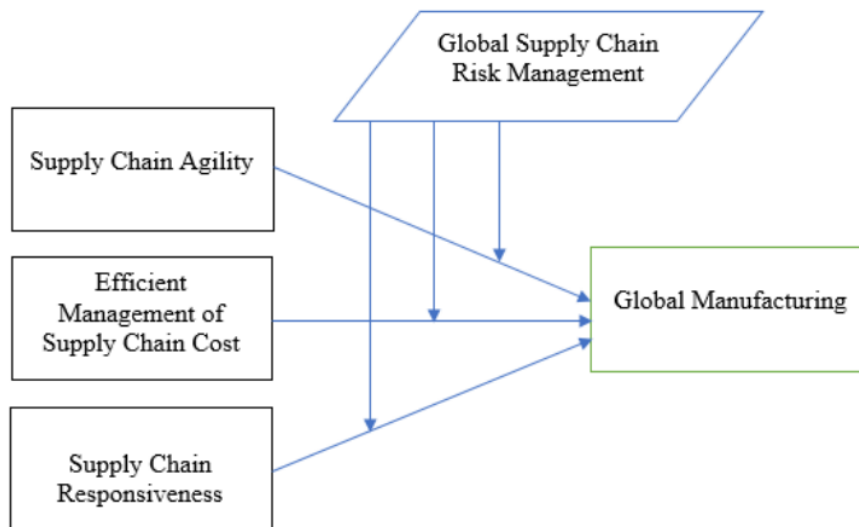 Global Supply Chain
Risk Management
Supply Chain Agility
Efficient
Management of
Supply Chain Cost
Global Manufacturing
Supply Chain
Responsiveness